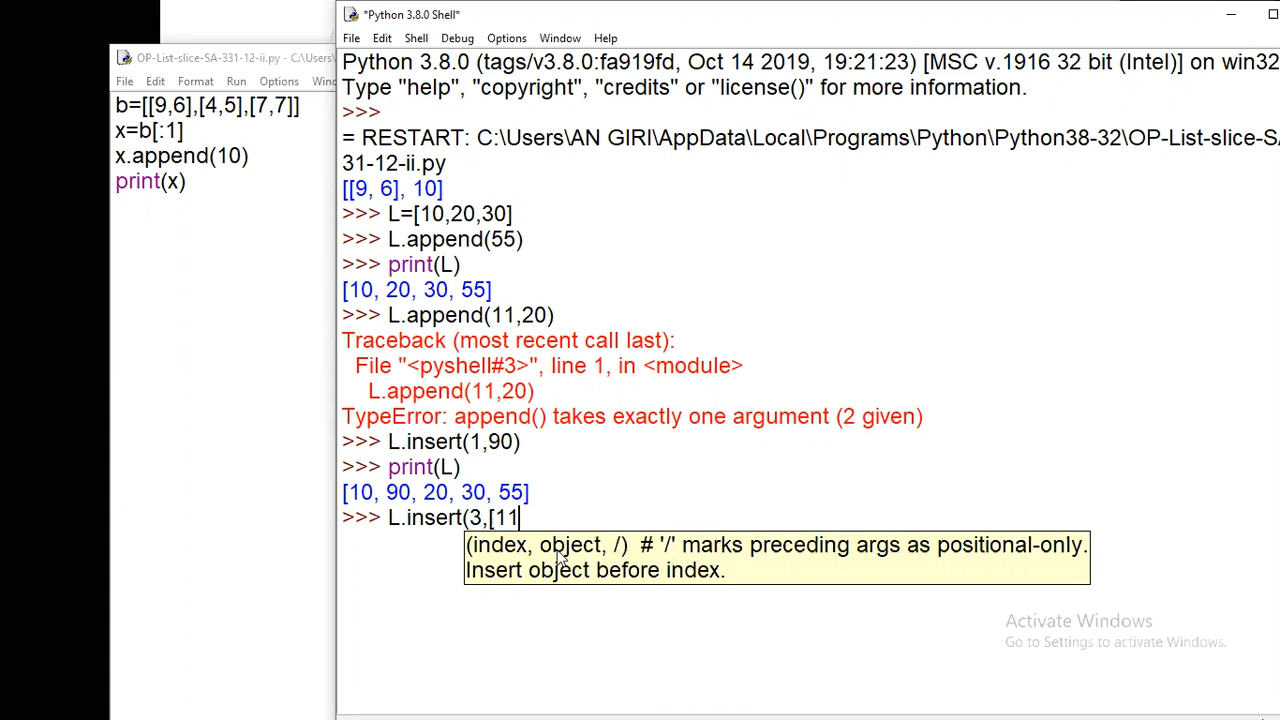 OP-List-slice-SA-331-12-ii.py - C:\Users\
File Edit Format Run Options
b=[[9,6],[4,5],[7,7]]
x=b[:1]
x.append(10)
print(x)
*Python 3.8.0 Shell*
File Edit Shell Debug Options Window Help
Python 3.8.0 (tags/v3.8.0:fa919fd, Oct 14 2019, 19:21:23) [MSC v.1916 32 bit (Intel)] on win32
Type "help", "copyright", "credits" or "license()" for more information.
>>>
= RESTART: C:\Users\AN GIRI\AppData\Local\Programs\Python\Python38-32\OP-List-slice-SA
31-12-ii.py
[[9, 6], 10]
>>> L=[10,20,30]
>>> L.append(55)
>>> print(L)
[10, 20, 30, 55]
>>> L.append(11,20)
Traceback (most recent call last):
File "<pyshell#3>", line 1, in <module>
L.append(11,20)
TypeError: append() takes exactly one argument (2 given)
>>> L.insert(1,90)
>>> print(L)
[10, 90, 20, 30, 55]
>>> L.insert(3,[11
(index, object, /) # '/' marks preceding args as positional-only.
Insert object before index.
Activate Windows
Go to Settings to activate Windows.